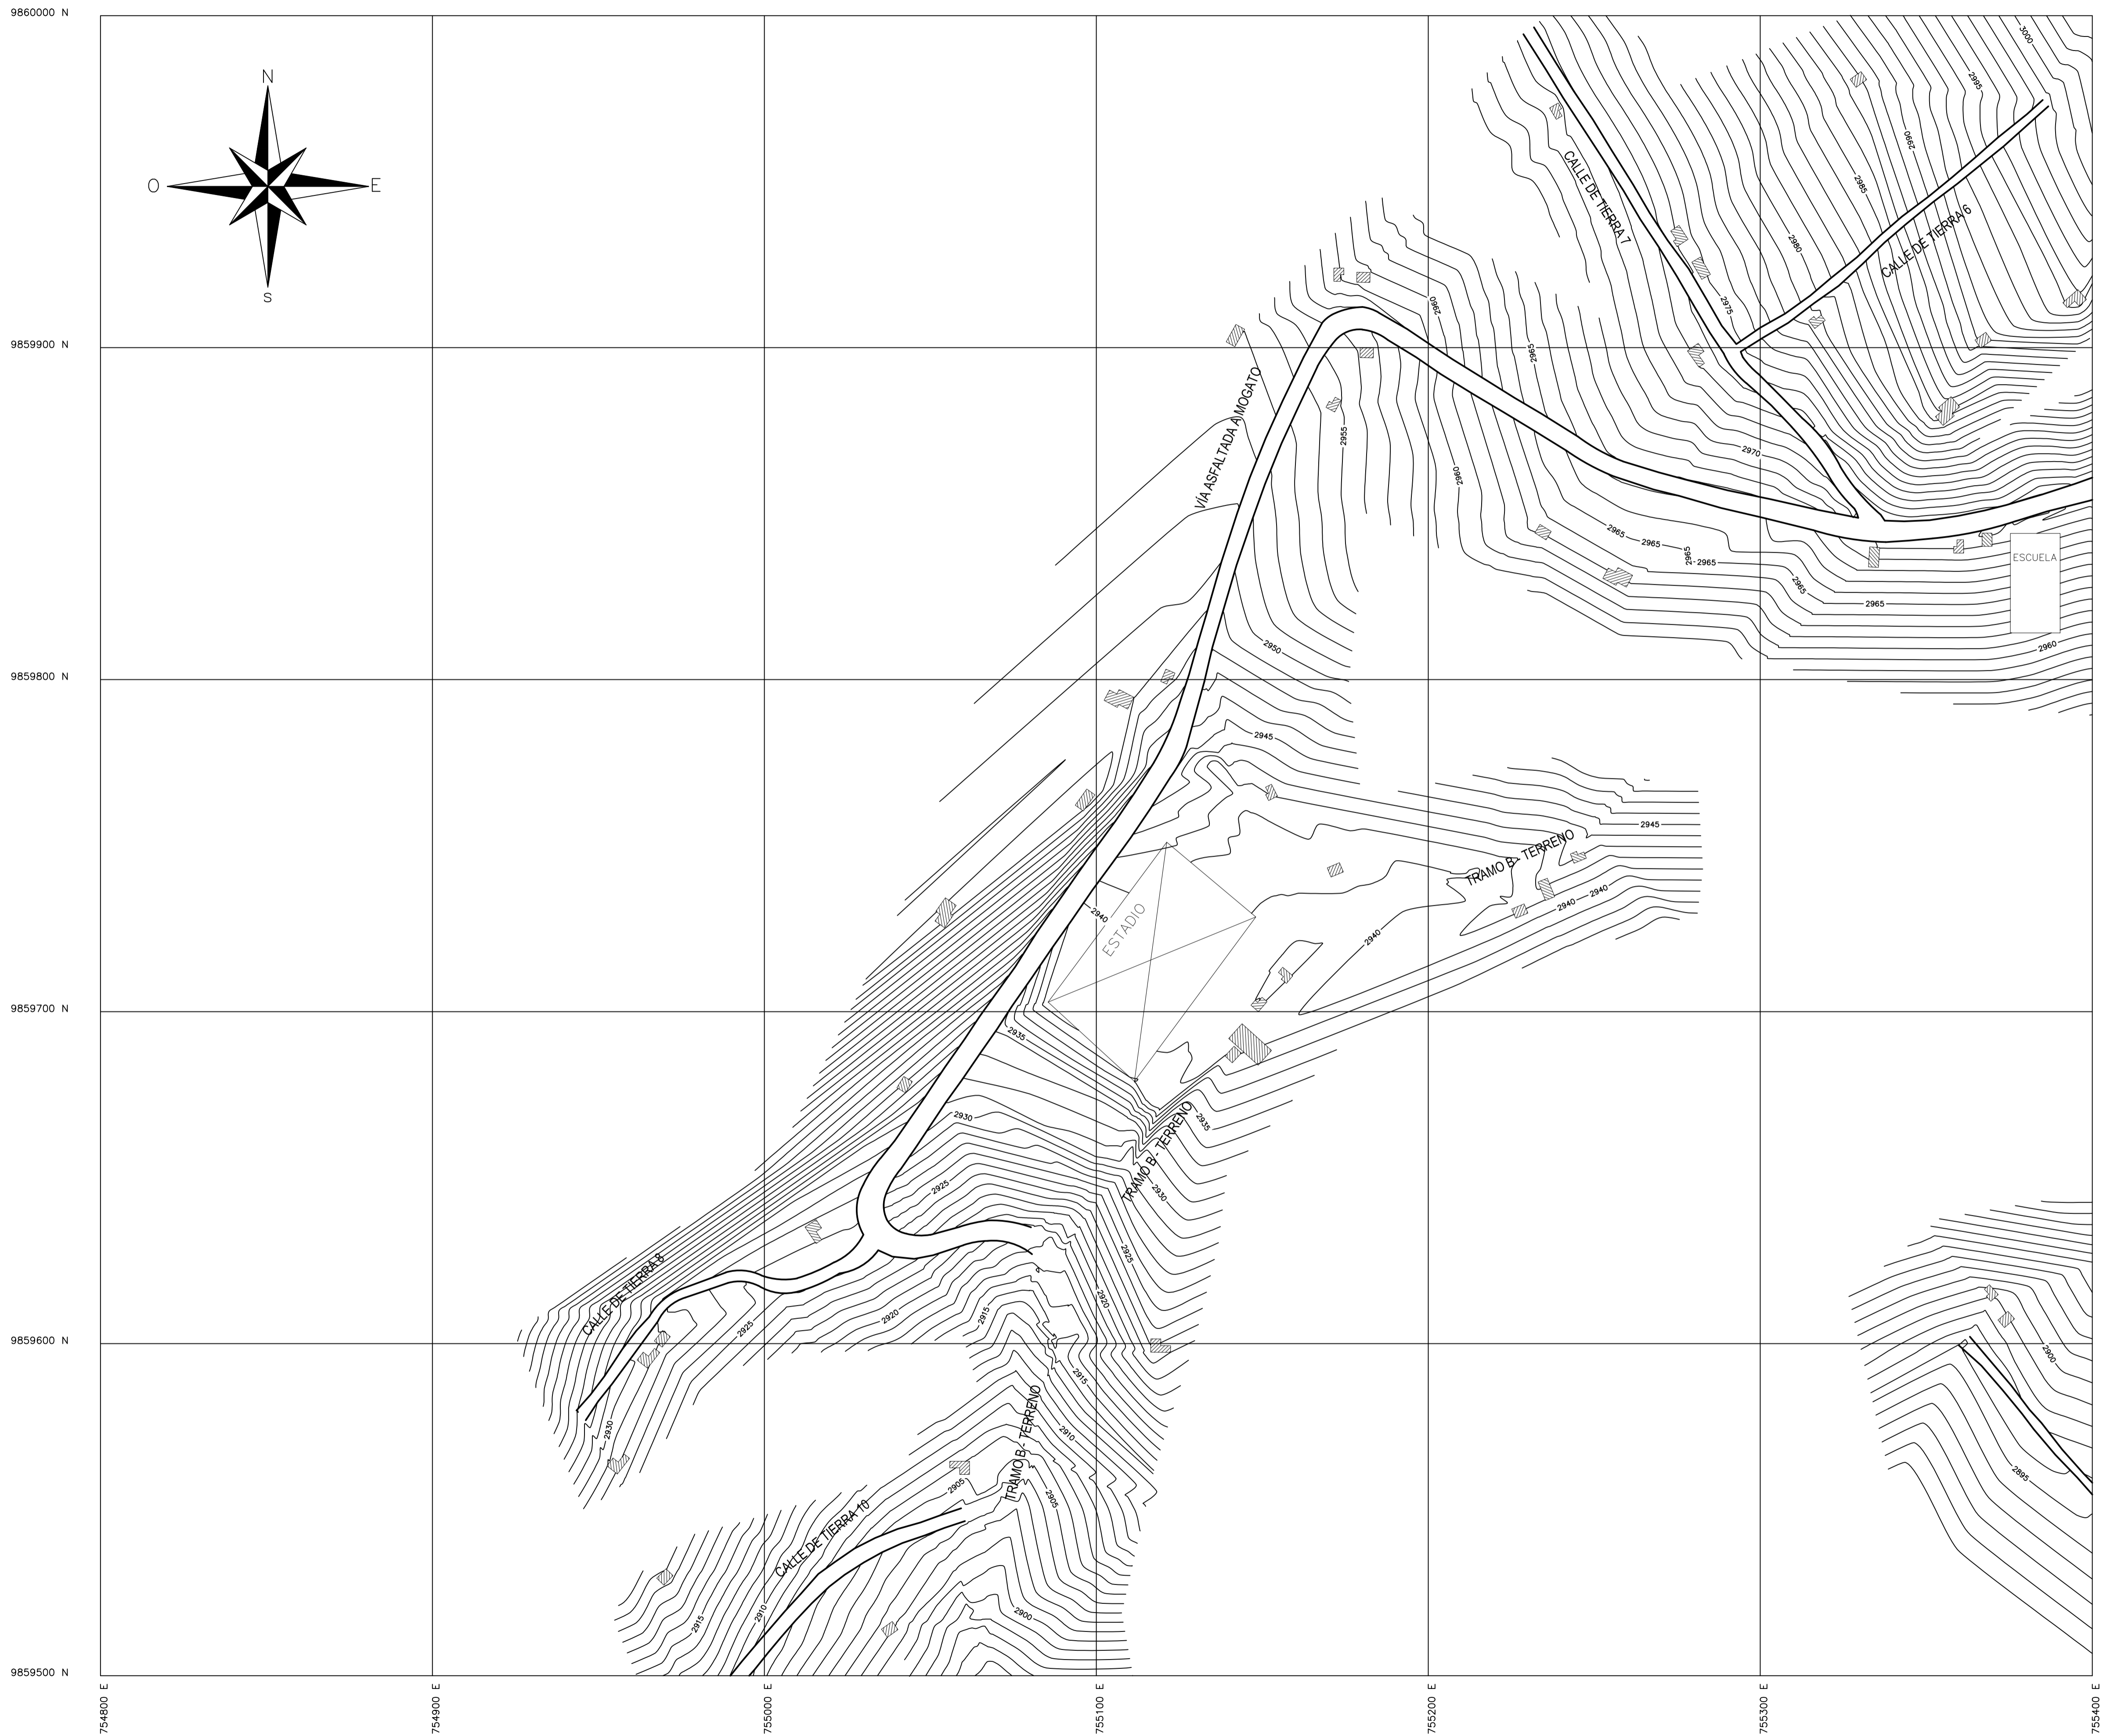 9860000 N
N
O
E
S
3000
2995
2990
2985
2980
2975
CALLE DE TIERRA 7
CALLE DE TIERRA 6
2960
2965
9859900 N
VÍA ASFALTADA A MOGATO
2955
2960
2970
2965
2965
2965
2965
2965
2965
ESCUELA
2960
2950
9859800 N
2945
2945
TRAMO B - TERRENO
2940
2940
2940
2940
ESTADIO
9859700 N
2935
2930
2935
TRAMO B - TERRENO
2925
2930
2925
2920
CALLE DE TIERRA 8
2925
2920
2915
9859600 N
2915
2900
2930
2910
TRAMO B - TERRENO
2905
2905
2895
CALLE DE TIERRA 10
2915
2910
2900
9859500 N
754800 E
754900 E
755000 E
755100 E
755200 E
755300 E
755400 E